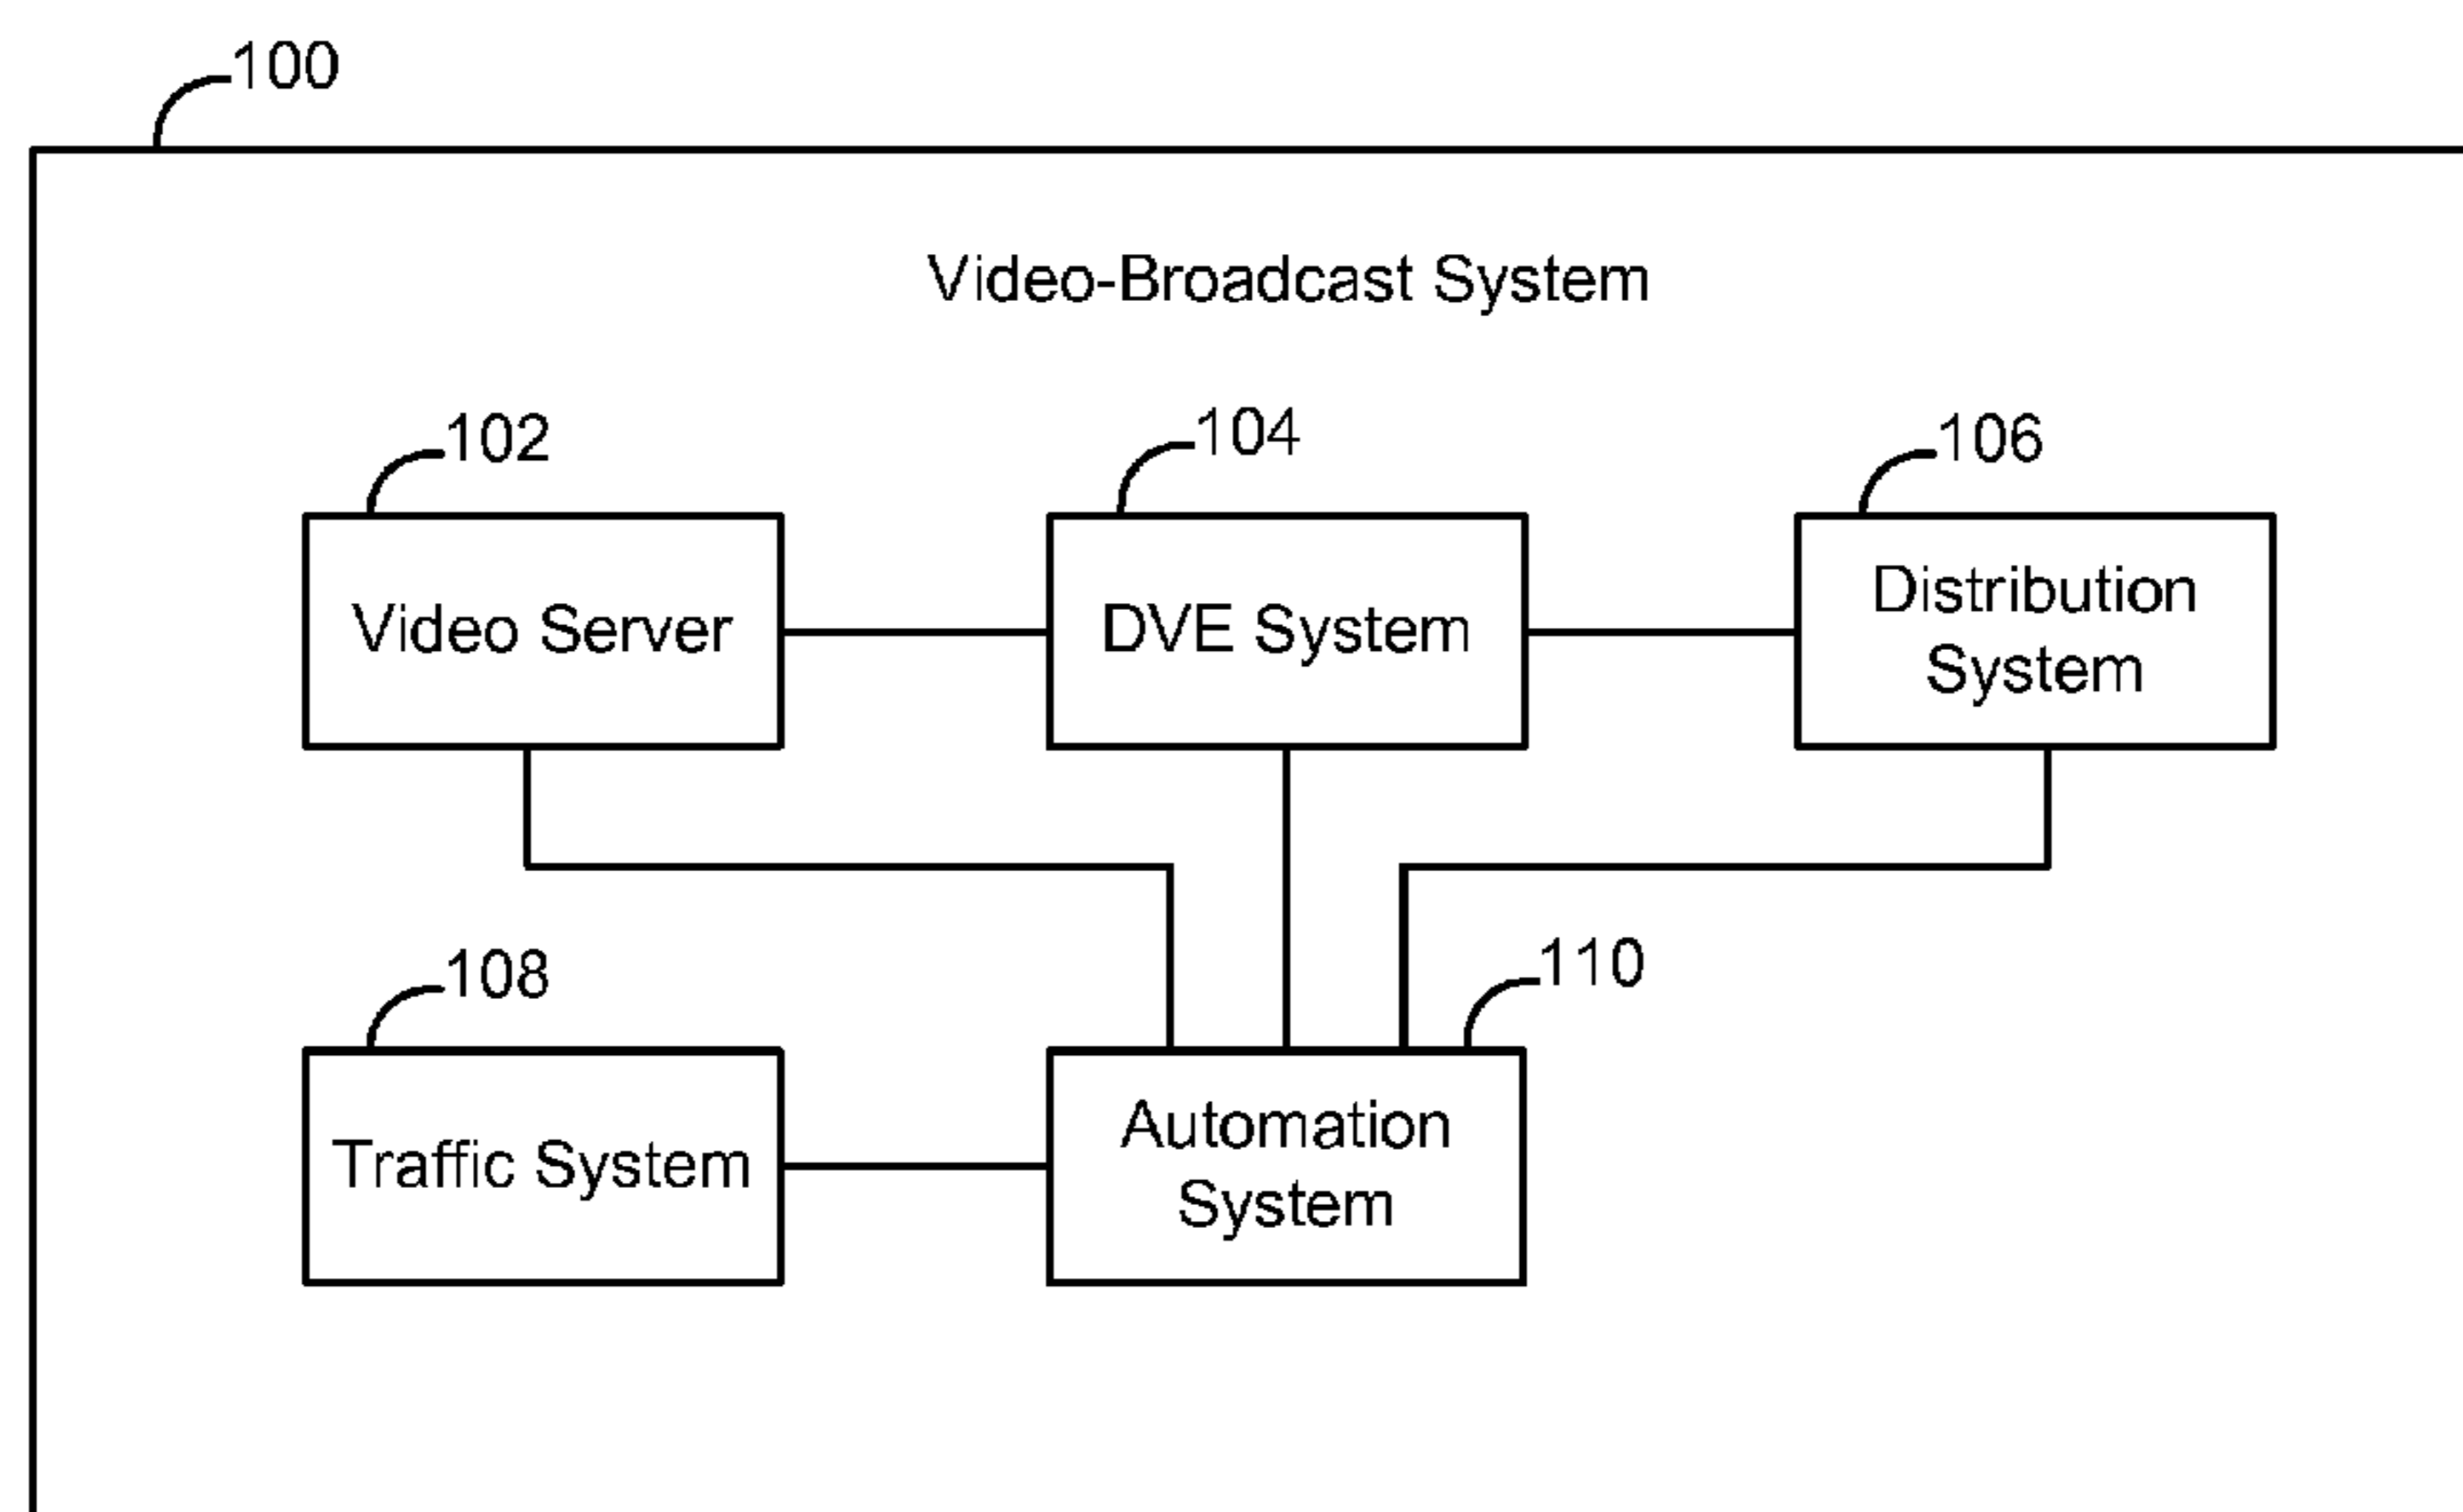 100
Video-Broadcast System
102
104
106
Video Server
DVE System
Distribution
System
108
110
Traffic System
Automation
System